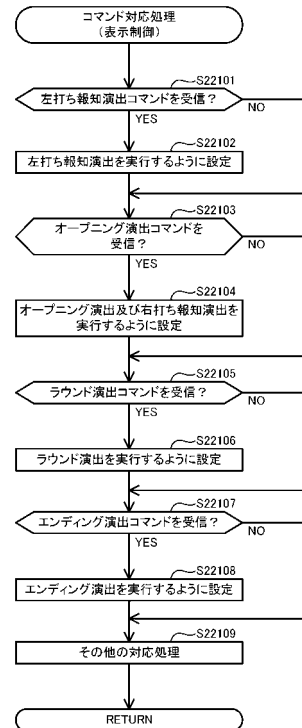 コマンド対応処理
(表示制御)
S22101
左打ち報知演出コマンドを受信？
NO
YES
S22102
左打ち報知演出を実行するように設定
S22103
オープニング演出コマンドを
受信？
NO
YES
S22104
オープニング演出及び右打ち報知演出を
実行するように設定
S22105
ラウンド演出コマンドを受信？
NO
YES
S22106
ラウンド演出を実行するように設定
S22107
エンディング演出コマンドを受信？
NO
YES
S22108
エンディング演出を実行するように設定
S22109
その他の対応処理
RETURN